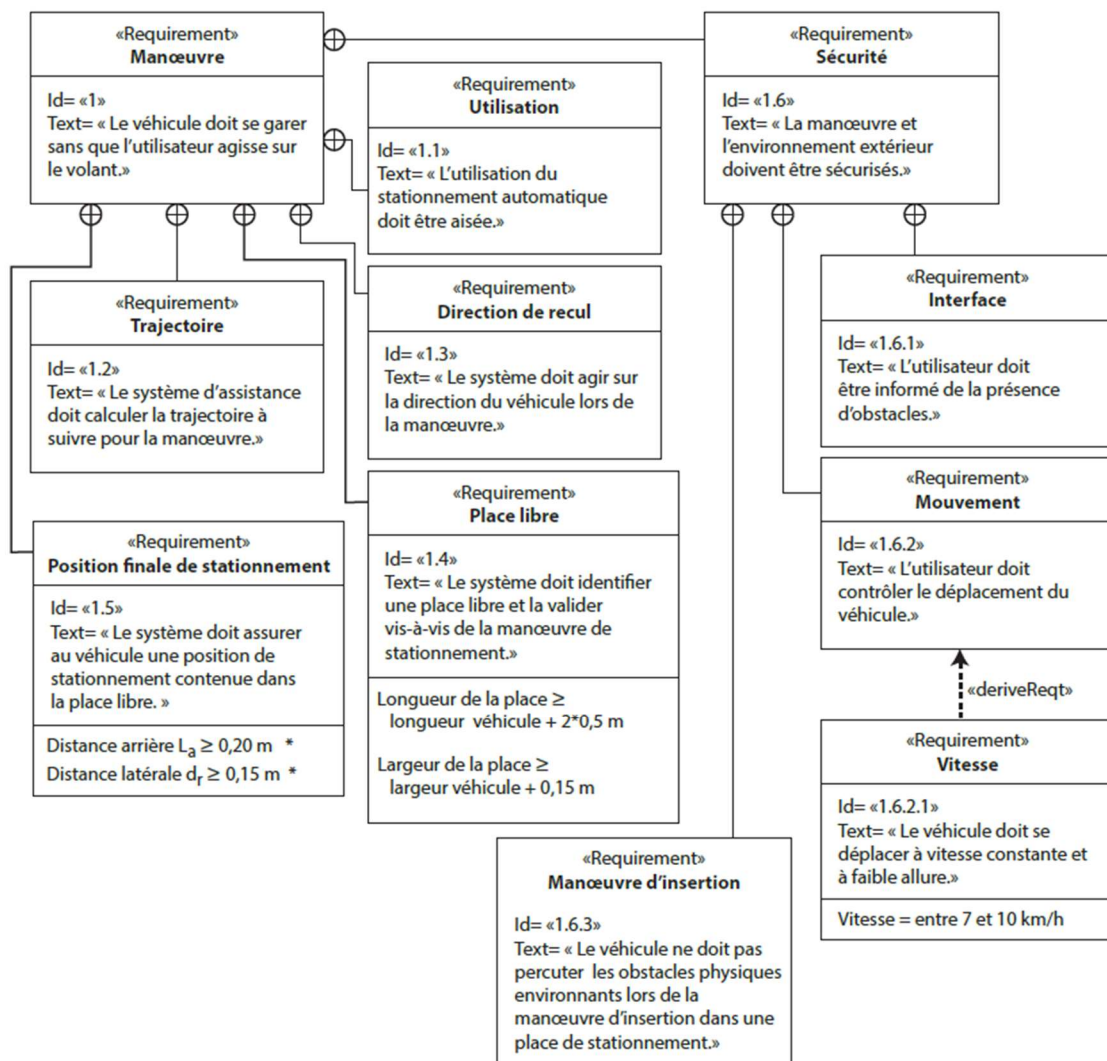 «Requirement»
Manœuvre
Id= «1»
Text= « Le véhicule doit se garer
sans que l'utilisateur agisse sur
le volant.»
«Requirement»
Utilisation
Id= «1.1»
Text= « L'utilisation du
stationnement automatique
doit être aisée.»
«Requirement»
Sécurité
Id= «1.6»
Text= « La manœuvre et
l'environnement extérieur
doivent être sécurisés.»
«Requirement»
Trajectoire
Id= «1.2»
Text= « Le système d'assistance
doit calculer la trajectoire à
suivre pour la manœuvre.»
«Requirement»
Direction de recul
Id= «1.3»
Text= « Le système doit agir sur
la direction du véhicule lors de
la manœuvre.»
«Requirement»
Interface
Id= «1.6.1»
Text= « L'utilisateur doit
être informé de la présence
d'obstacles.»
«Requirement»
Position finale de stationnement
Id= «1.5»
Text= « Le système doit assurer
au véhicule une position de
stationnement contenue dans
la place libre. »
Distance arrière La ≥ 0,20 m *
Distance latérale dr ≥ 0,15 m *
«Requirement»
Place libre
Id= «1.4»
Text= « Le système doit identifier
une place libre et la valider
vis-à-vis de la manœuvre de
stationnement.»
Longueur de la place ≥
longueur véhicule + 2*0,5 m
Largeur de la place ≥
largeur véhicule + 0,15 m
«Requirement»
Mouvement
Id= «1.6.2»
Text= « L'utilisateur doit
contrôler le déplacement du
véhicule.»
«deriveReqt»
«Requirement»
Vitesse
Id= «1.6.2.1»
Text= « Le véhicule doit se
déplacer à vitesse constante et
à faible allure.»
Vitesse = entre 7 et 10 km/h
«Requirement»
Manœuvre d'insertion
Id= «1.6.3»
Text= « Le véhicule ne doit pas
percuter les obstacles physiques
environnants lors de la
manœuvre d'insertion dans une
place de stationnement.»